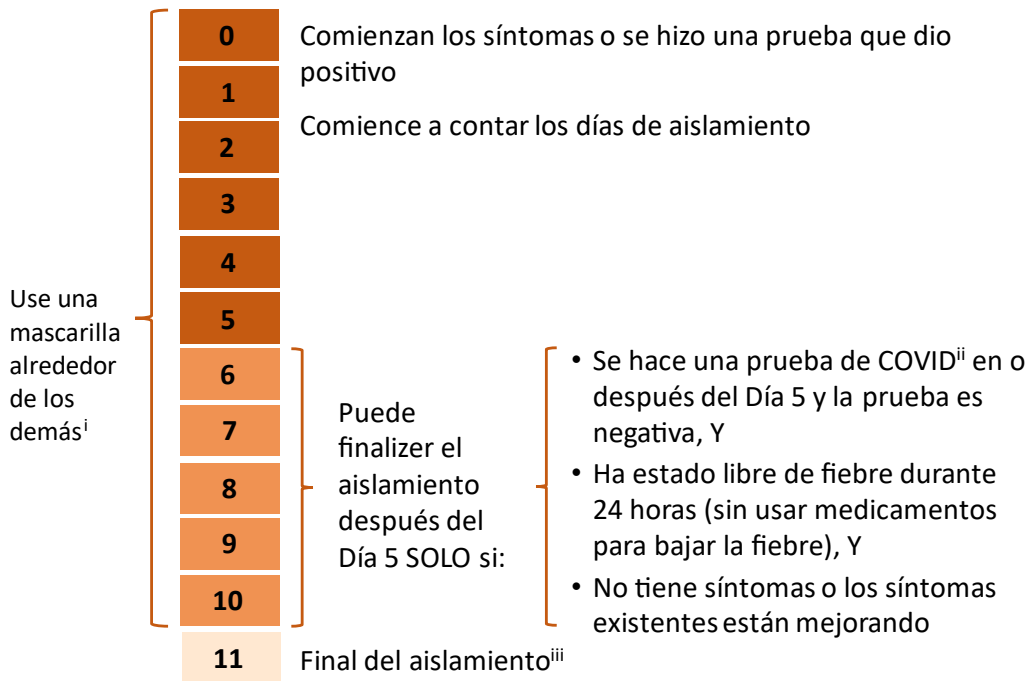 0
Comienzan los síntomas o se hizo una prueba que dio
positivo
1
Comience a contar los días de aislamiento
2
3
4
5
Use una
mascarilla
alrededor
de los
demásⁱ
6
7
8
9
10
Puede
finalizer el
aislamiento
después del
Día 5 SOLO si:
• Se hace una prueba de COVIDⁱⁱ en o
después del Día 5 y la prueba es
negativa, Y
• Ha estado libre de fiebre durante
24 horas (sin usar medicamentos
para bajar la fiebre), Y
• No tiene síntomas o los síntomas
existentes están mejorando
11
Final del aislamientoⁱⁱⁱ